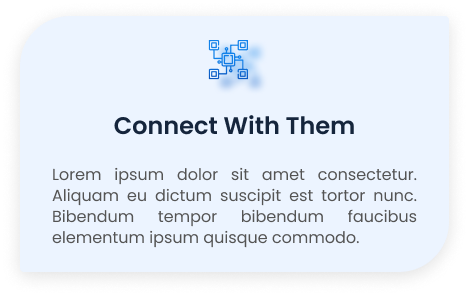 Connect With Them
Lorem ipsum dolor sit amet consectetur.
Aliquam eu dictum suscipit est tortor nunc.
Bibendum tempor bibendum faucibus
elementum ipsum quisque commodo.